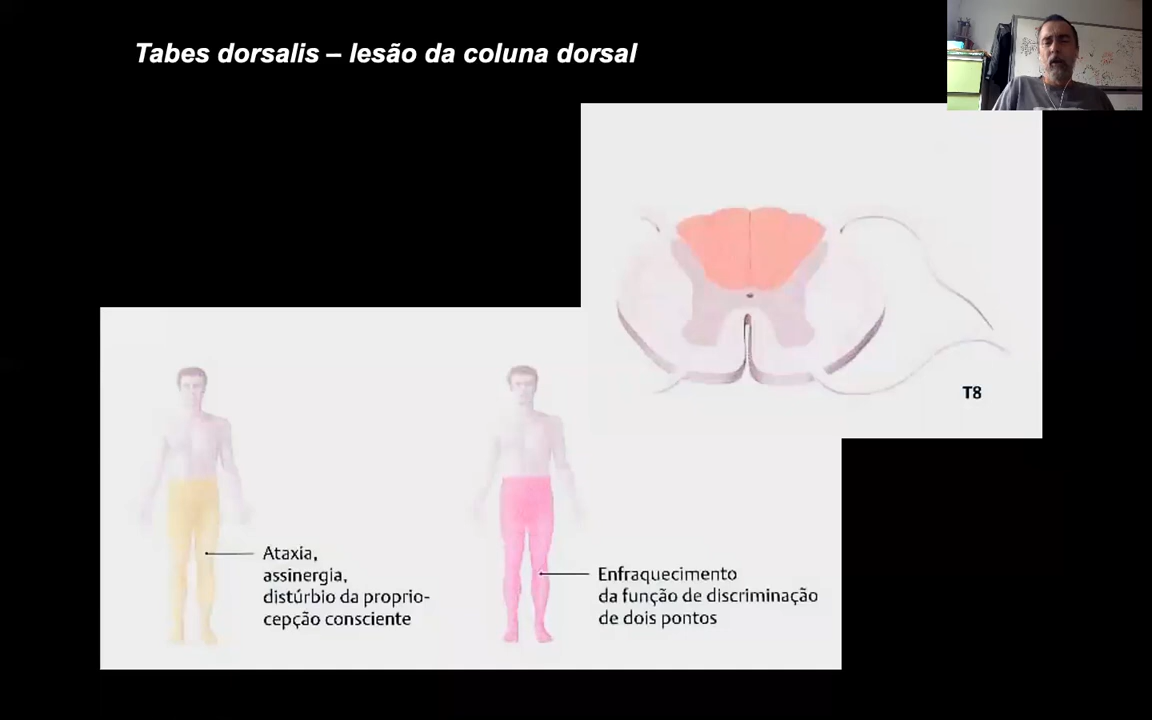 Tabes dorsalis – lesão da coluna dorsal
T8
Ataxia,
assinergia,
distúrbio da proprio-
cepção consciente
Enfraquecimento
da função de discriminação
de dois pontos